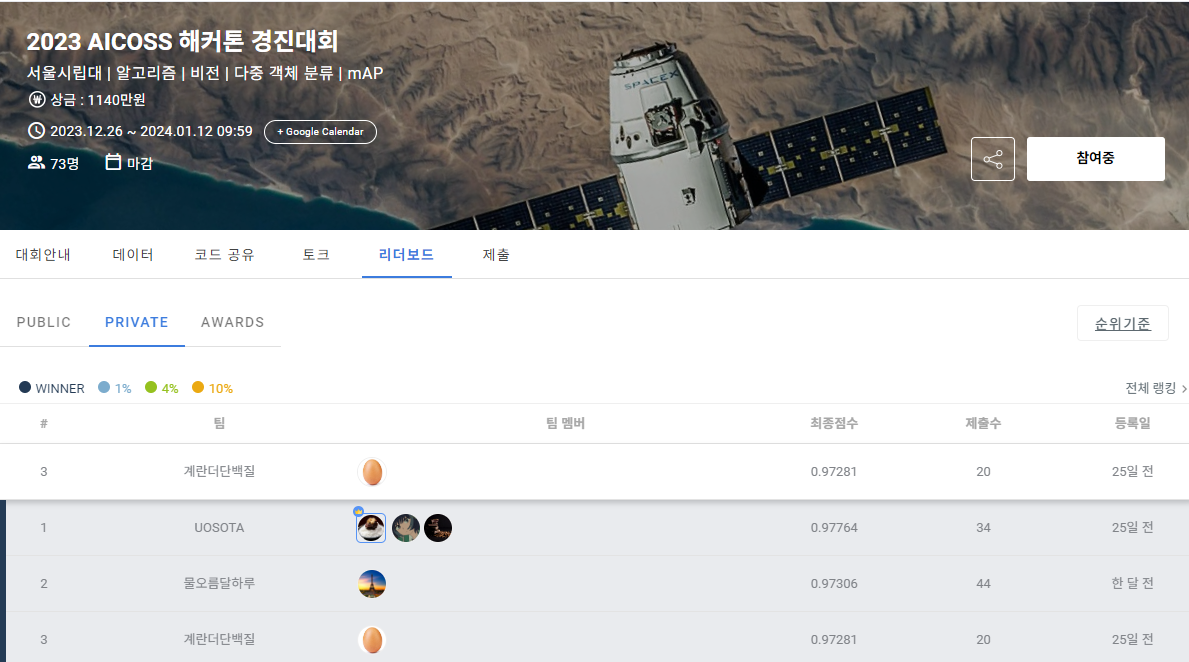 2023 AICOSS 해커톤 경진대회
서울시립대 | 알고리즘 | 비전 | 다중 객체 분류 | mAP
₩ 상금 : 1140만원
2023.12.26 ~ 2024.01.12 09:59 + Google Calendar
73명 마감
SPACEX
참여중
대회안내 데이터 코드 공유 토크 리더보드 제출
PUBLIC PRIVATE AWARDS 순위기준
WINNER 1% 4% 10% 전체 랭킹 >
# 팀 팀 멤버 최종점수 제출수 등록일
3 계란더단백질 0.97281 20 25일 전
1 UOSOTA 0.97764 34 25일 전
2 물오름달하루 0.97306 44 한 달 전
3 계란더단백질 0.97281 20 25일 전